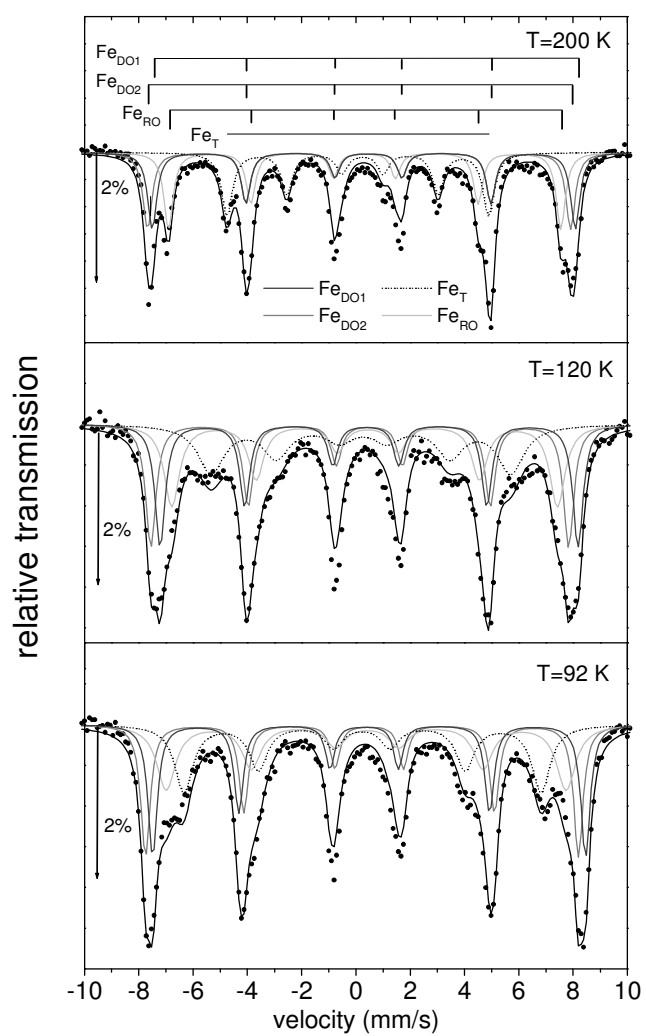 T=200 K
Fe_DO1
Fe_DO2
Fe_RO
Fe_T
2%
Fe_DO1 Fe_T
Fe_DO2 Fe_RO
T=120 K
2%
relative transmission
T=92 K
2%
-10 -8 -6 -4 -2 0 2 4 6 8 10
velocity (mm/s)